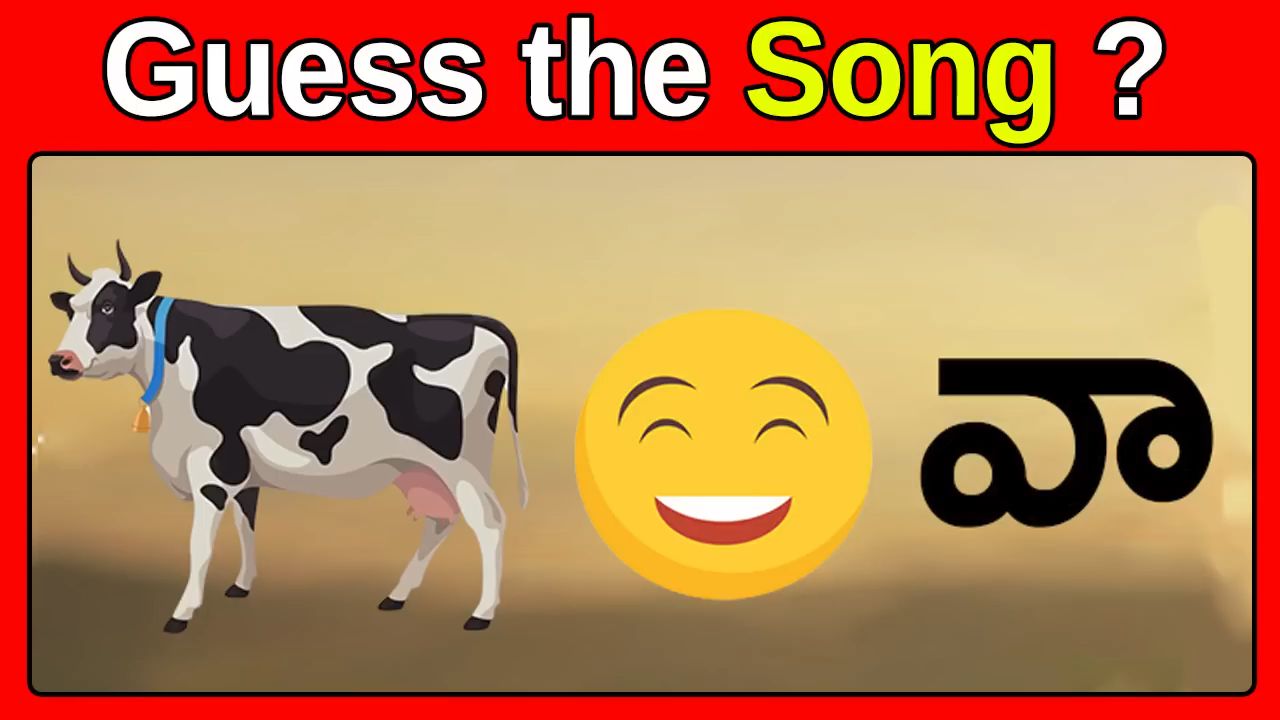 Guess the Song ?
వా